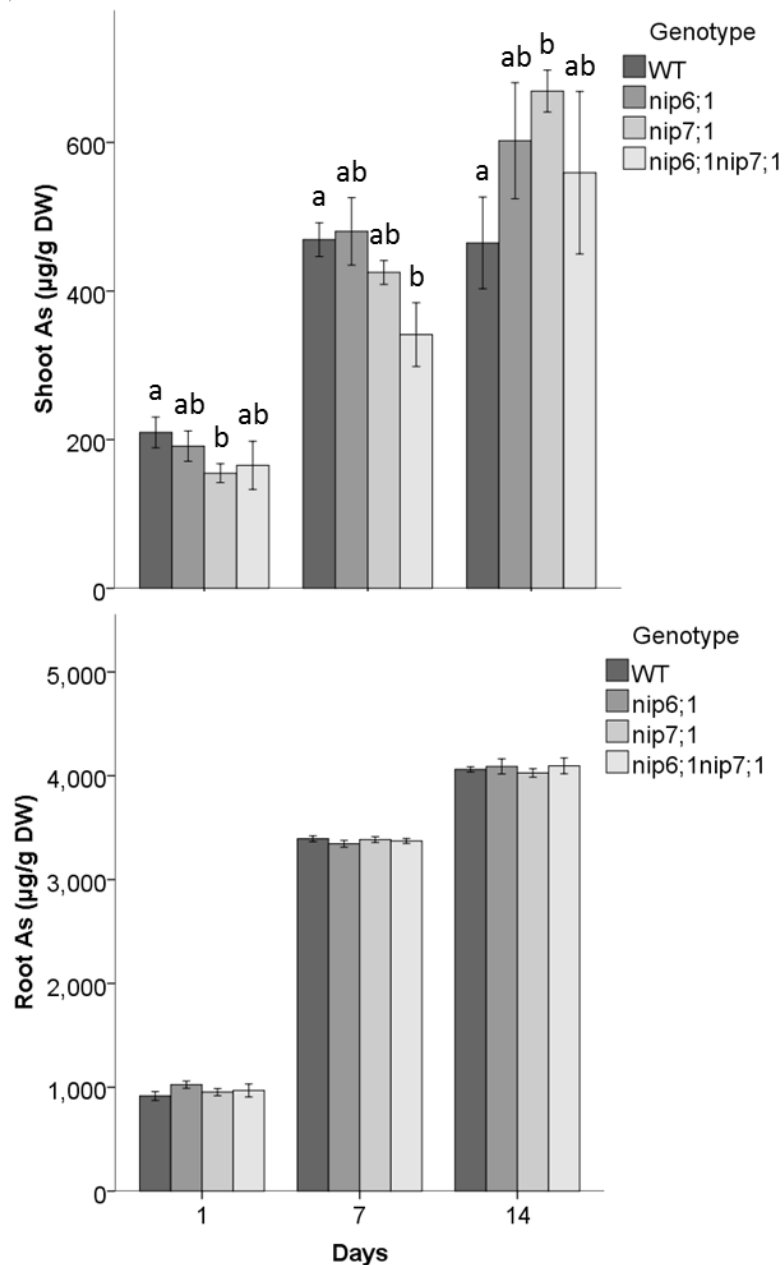 Genotype
WT
nip6;1
nip7;1
nip6;1nip7;1
Shoot As (µg/g DW)
600
400
200
0
a ab b ab
a ab ab b
a ab b ab
Genotype
WT
nip6;1
nip7;1
nip6;1nip7;1
Root As (µg/g DW)
5,000
4,000
3,000
2,000
1,000
0
1 7 14
Days